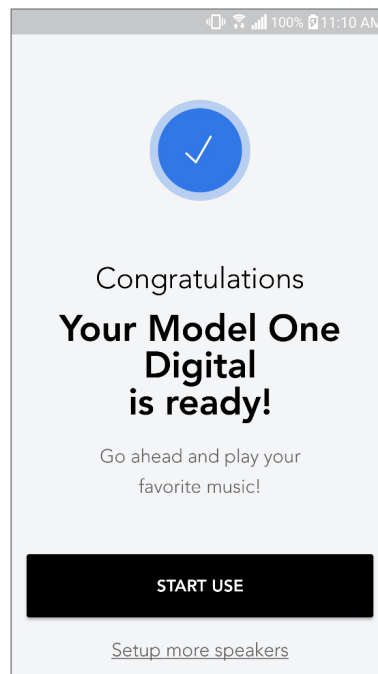 100% 11:10 AM
Congratulations
Your Model One
Digital
is ready!
Go ahead and play your
favorite music!
START USE
Setup more speakers